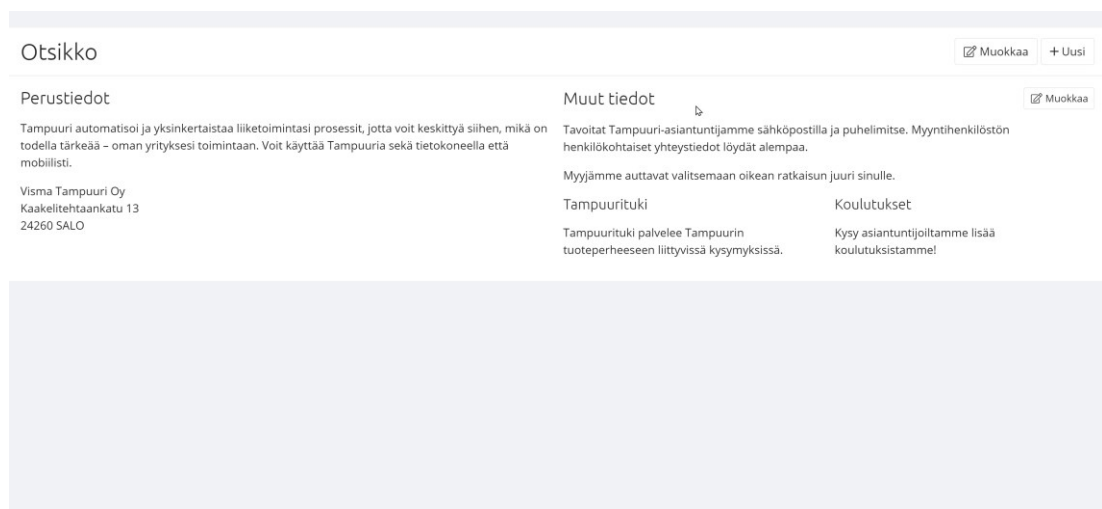 Otsikko
Muokkaa
+ Uusi
Perustiedot
Tampuuri automatisoi ja yksinkertaistaa liiketoimintasi prosessit, jotta voit keskittyä siihen, mikä on
todella tärkeää – oman yrityksesi toimintaan. Voit käyttää Tampuuria sekä tietokoneella että
mobiilisti.
Visma Tampuuri Oy
Kaakelitehtaankatu 13
24260 SALO
Muut tiedot
Muokkaa
Tavoitat Tampuuri-asiantuntijamme sähköpostilla ja puhelimitse. Myyntihenkilöstön
henkilökohtaiset yhteystiedot löydät alempaa.
Myyjämme auttavat valitsemaan oikean ratkaisun juuri sinulle.
Tampuurituki
Tampuurituki palvelee Tampuurin
tuoteperheeseen liittyvissä kysymyksissä.
Koulutukset
Kysy asiantuntijoiltamme lisää
koulutuksistamme!